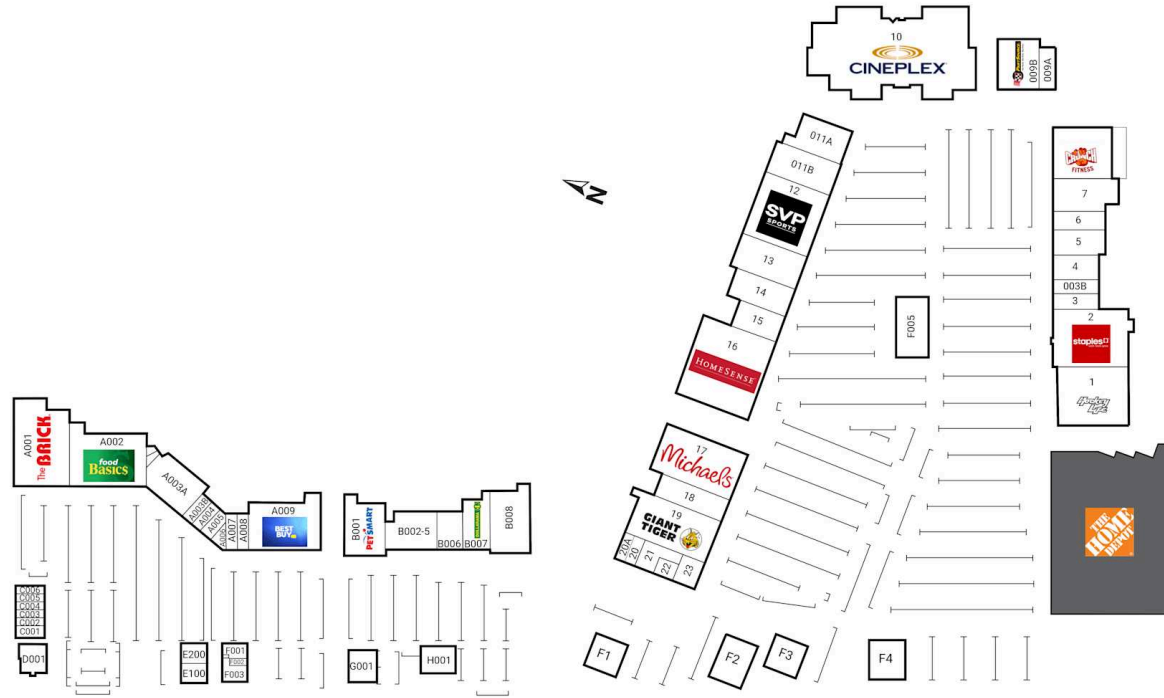 10
CINEPLEX
009B
009A
011A
011B
12
SVP
SPORTS
13
14
15
16
HOMESENSE
N
CRUNCH
FITNESS
7
6
5
4
003B
3
2
staples
1
Hockey
Life
F005
THE
HOME
DEPOT
17
Michaels
18
19
GIANT
TIGER
20A
20
21
22
23
F1
F2
F3
F4
A001
The BRICK
A002
food
Basics
A003A
A003B
A004
A005
A006
A007
A008
A009
BEST
BUY
B001
PETSMART
B002-5
B006
B007
B008
C006
C005
C004
C003
C002
C001
D001
E200
E100
F001
F002
F003
G001
H001